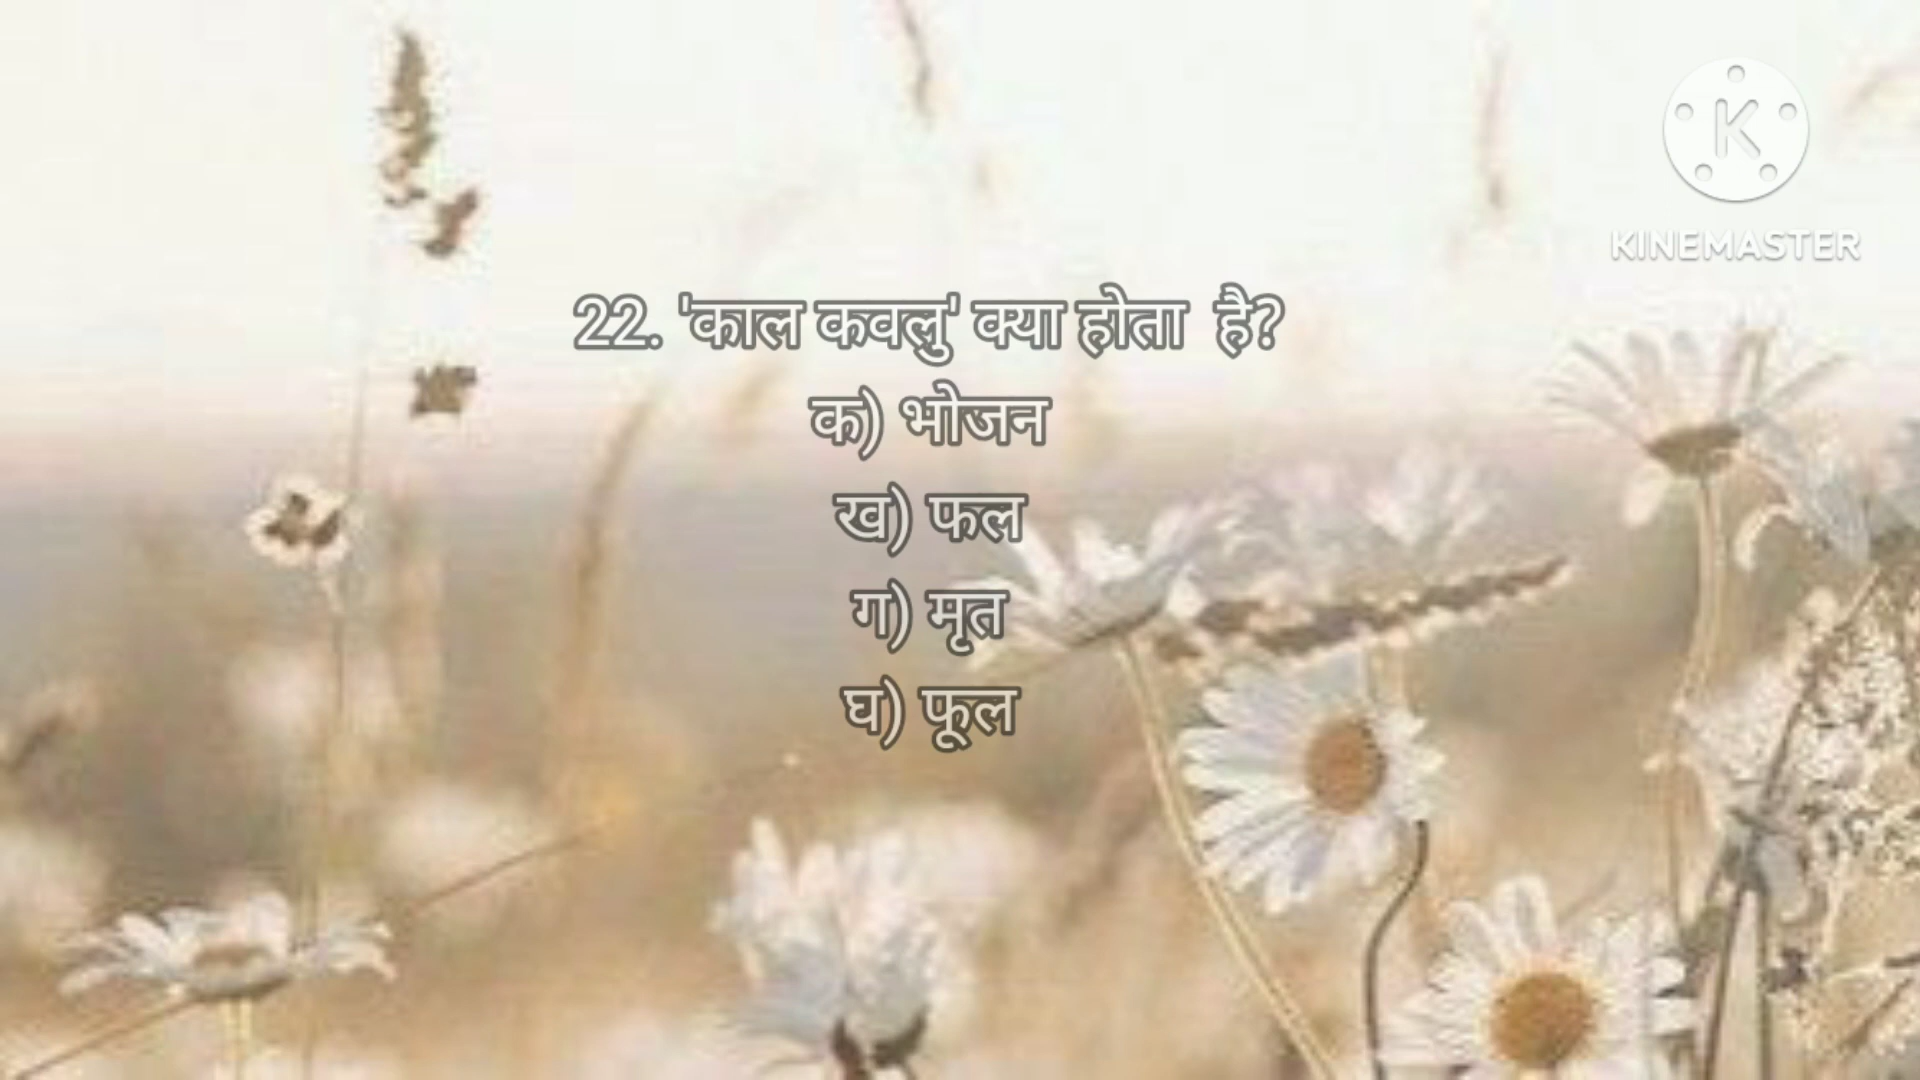 K
KINEMASTER
22. 'काल कवलु' क्या होता है?
क) भोजन
ख) फल
ग) मृत
घ) फूल